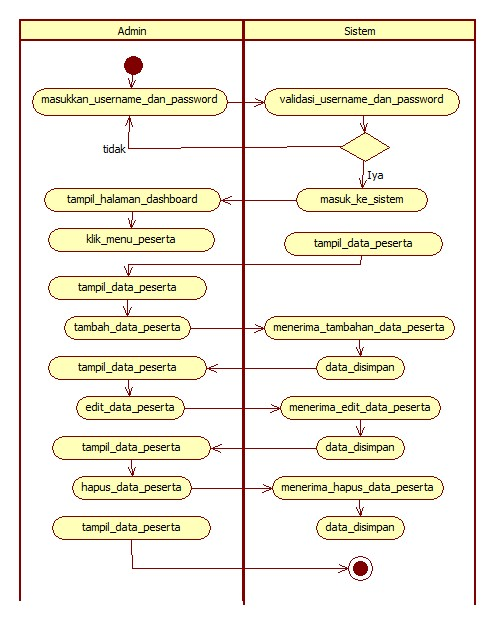 Admin
Sistem
masukkan_username_dan_password
validasi_username_dan_password
tidak
Iya
tampil_halaman_dashboard
masuk_ke_sistem
klik_menu_peserta
tampil_data_peserta
tampil_data_peserta
tambah_data_peserta
menerima_tambahan_data_peserta
tampil_data_peserta
data_disimpan
edit_data_peserta
menerima_edit_data_peserta
tampil_data_peserta
data_disimpan
hapus_data_peserta
menerima_hapus_data_peserta
tampil_data_peserta
data_disimpan